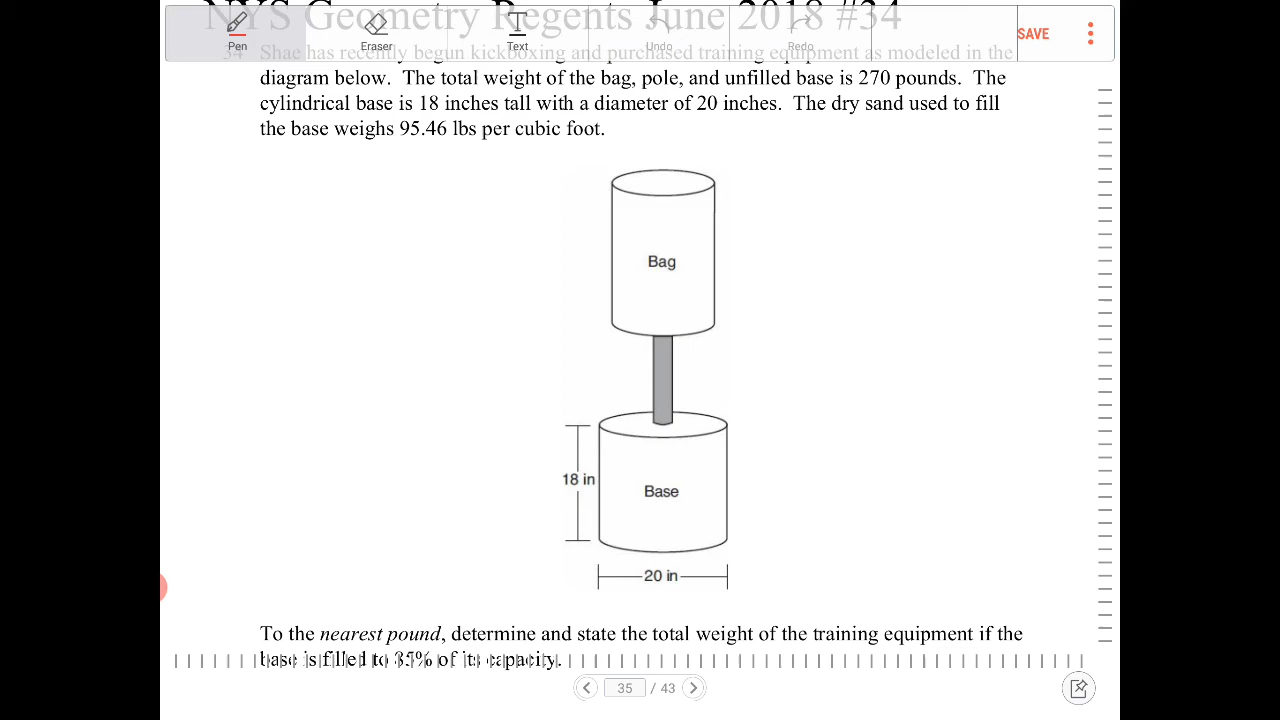 NYS Geometry Regents June 2018 #34
Pen
Eraser
Text
Undo
Redo
SAVE
34 Shae has recently begun kickboxing and purchased training equipment as modeled in the
diagram below. The total weight of the bag, pole, and unfilled base is 270 pounds. The
cylindrical base is 18 inches tall with a diameter of 20 inches. The dry sand used to fill
the base weighs 95.46 lbs per cubic foot.
Bag
18 in
Base
20 in
To the nearest pound, determine and state the total weight of the training equipment if the
base is filled to 85% of its capacity.
35 / 43